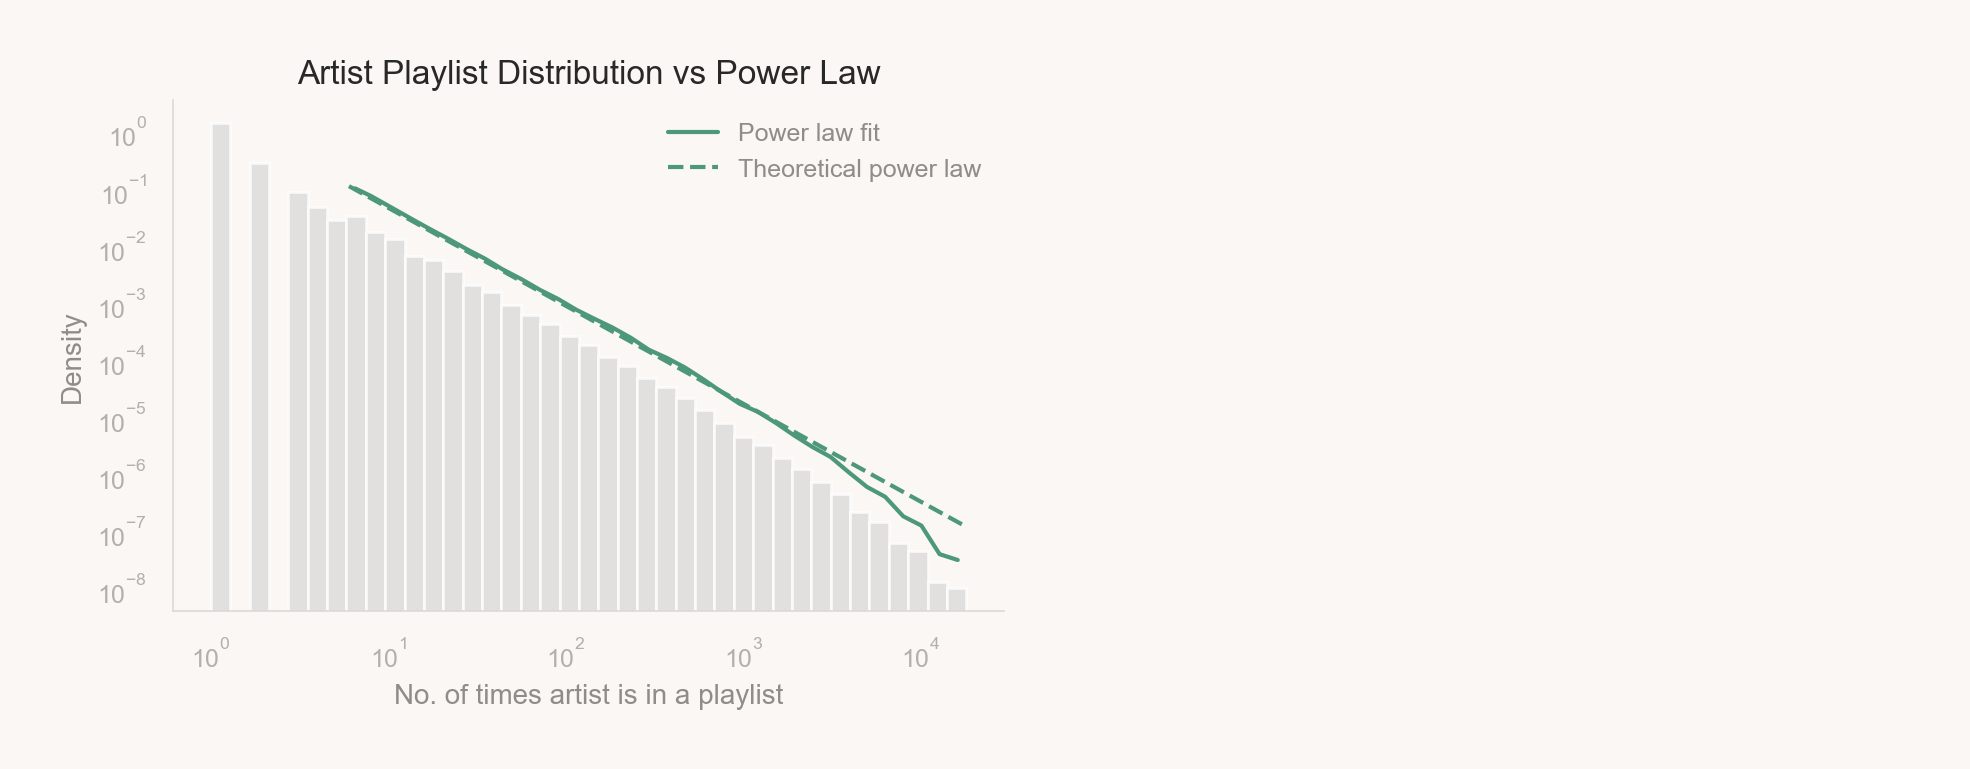 Artist Playlist Distribution vs Power Law
Power law fit
Theoretical power law
10^0
10^−1
10^−2
10^−3
10^−4
10^−5
10^−6
10^−7
10^−8
Density
10^0 10^1 10^2 10^3 10^4
No. of times artist is in a playlist